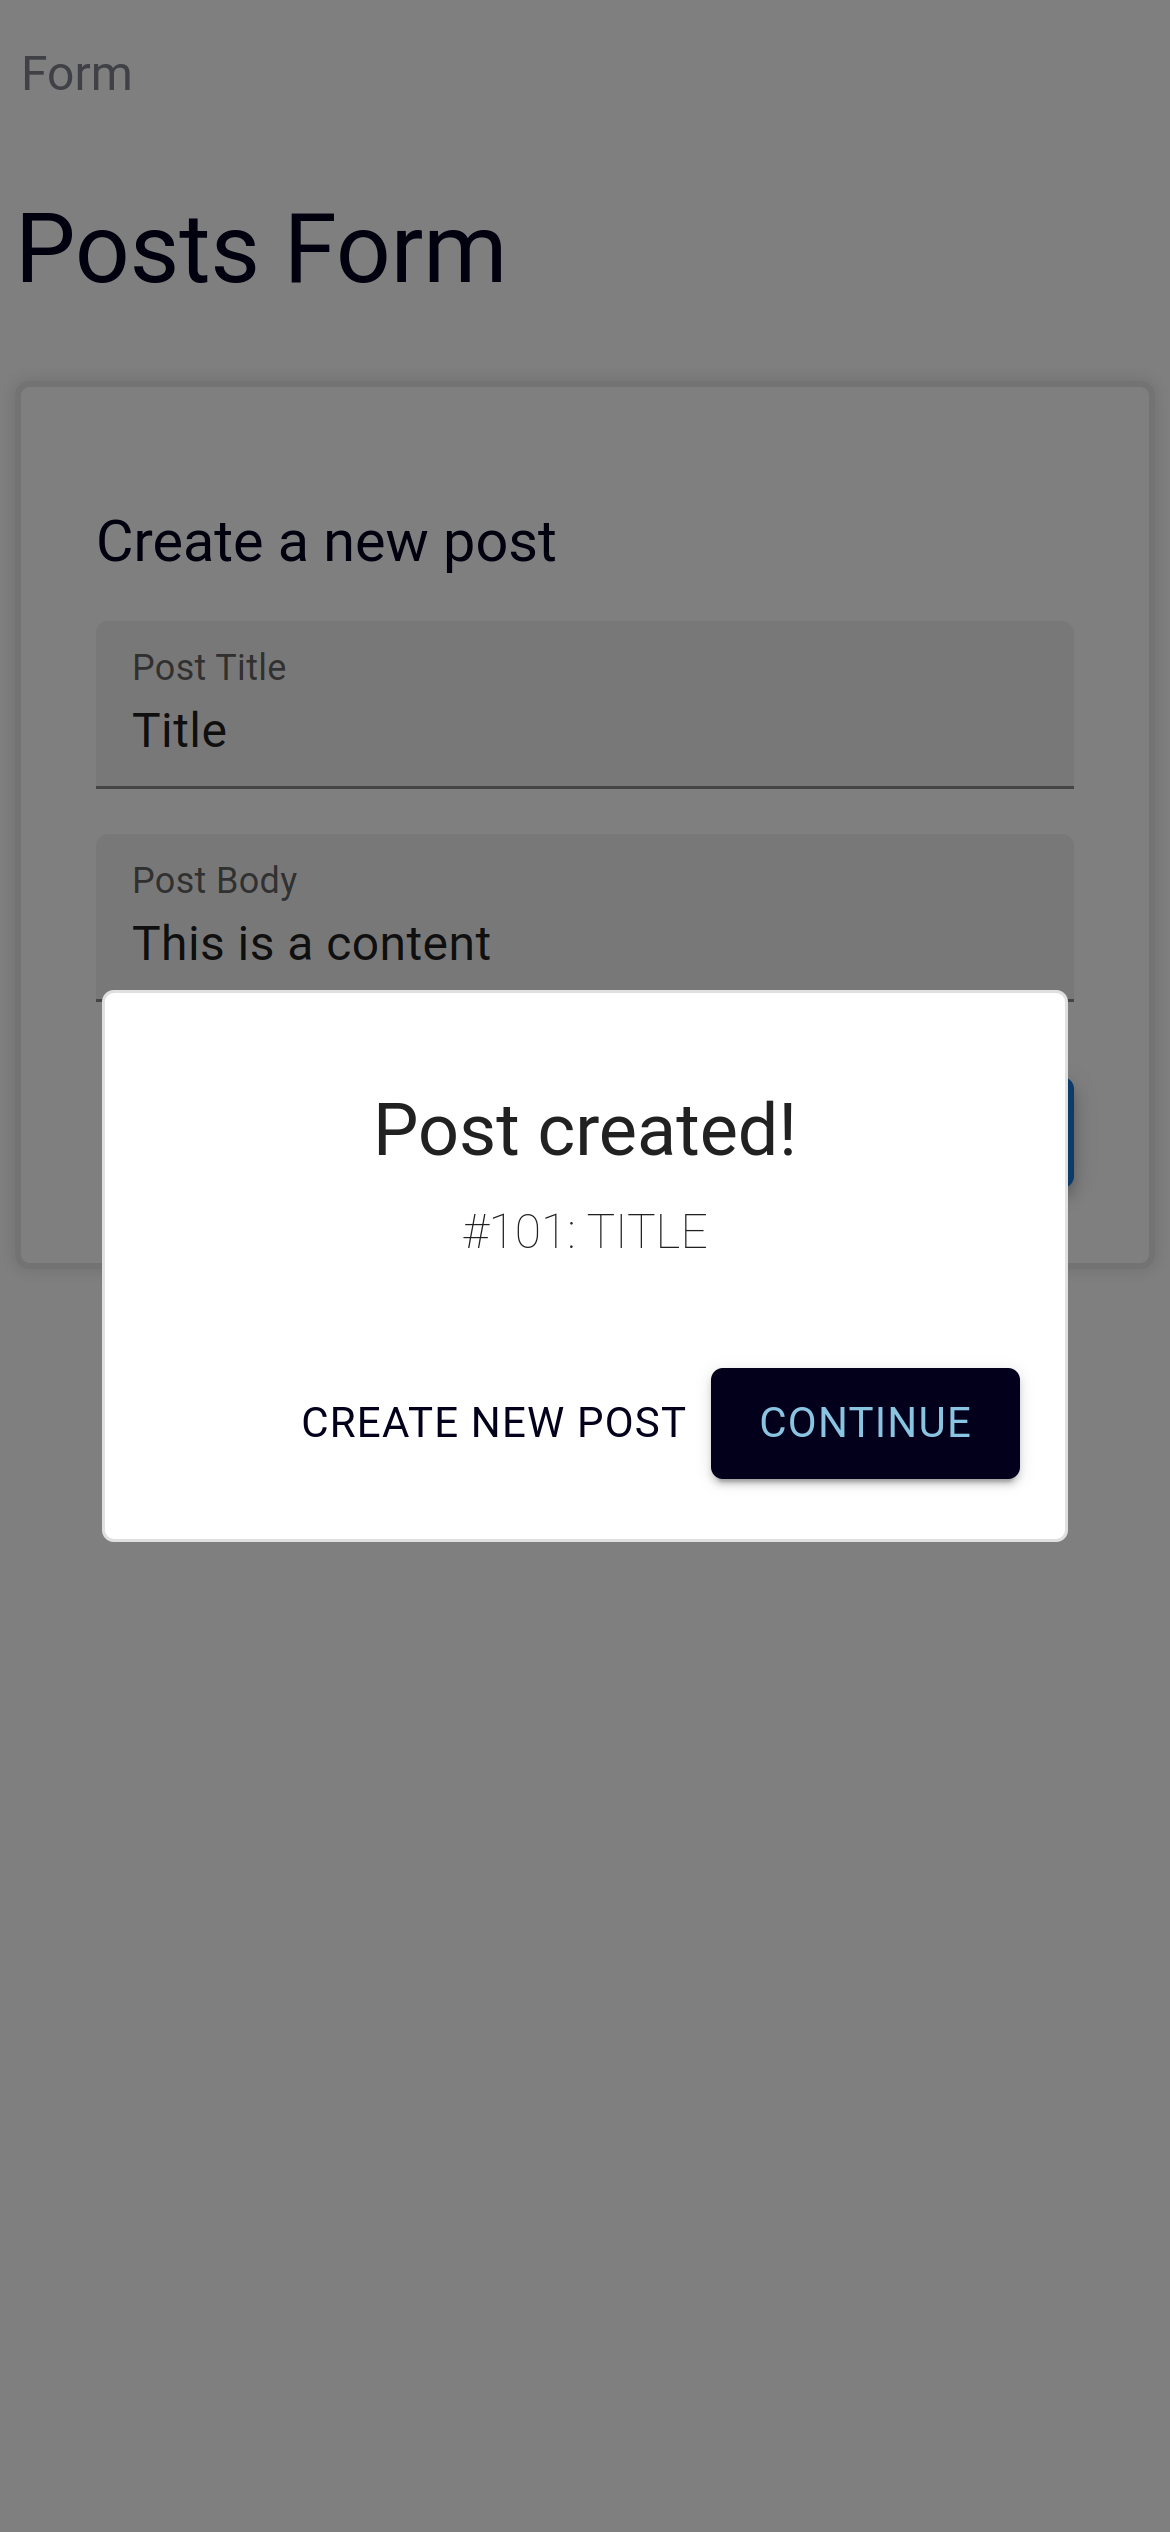 Form
Posts Form
Create a new post
Post Title
Title
Post Body
This is a content
Post created!
#101: TITLE
CREATE NEW POST CONTINUE